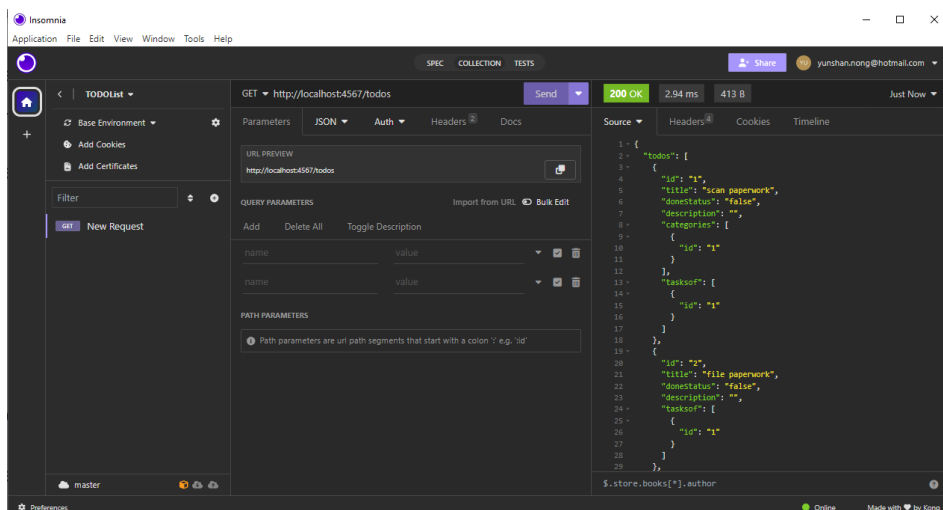 Insomnia
Application File Edit View Window Tools Help
SPEC COLLECTION TESTS
Share
YU yunshan.nong@hotmail.com
TODOList
GET http://localhost:4567/todos
Send
200 OK 2.94 ms 413 B
Just Now
Base Environment
Add Cookies
Add Certificates
Filter
GET New Request
Parameters JSON Auth Headers 2 Docs
URL PREVIEW
http://localhost:4567/todos
QUERY PARAMETERS
Import from URL Bulk Edit
Add Delete All Toggle Description
name value
name value
PATH PARAMETERS
Path parameters are url path segments that start with a colon ':' e.g. ':id'
Source Headers 4 Cookies Timeline
1 {
2 "todos": [
3 {
4 "id": "1",
5 "title": "scan paperwork",
6 "doneStatus": "false",
7 "description": "",
8 "categories": [
9 {
10 "id": "1"
11 }
12 ],
13 "tasksof": [
14 {
15 "id": "1"
16 }
17 ]
18 },
19 {
20 "id": "2",
21 "title": "file paperwork",
22 "doneStatus": "false",
23 "description": "",
24 "tasksof": [
25 {
26 "id": "1"
27 }
28 ]
29 },
$.store.books[*].author
master
Preferences
Online Made with ♥ by Kong